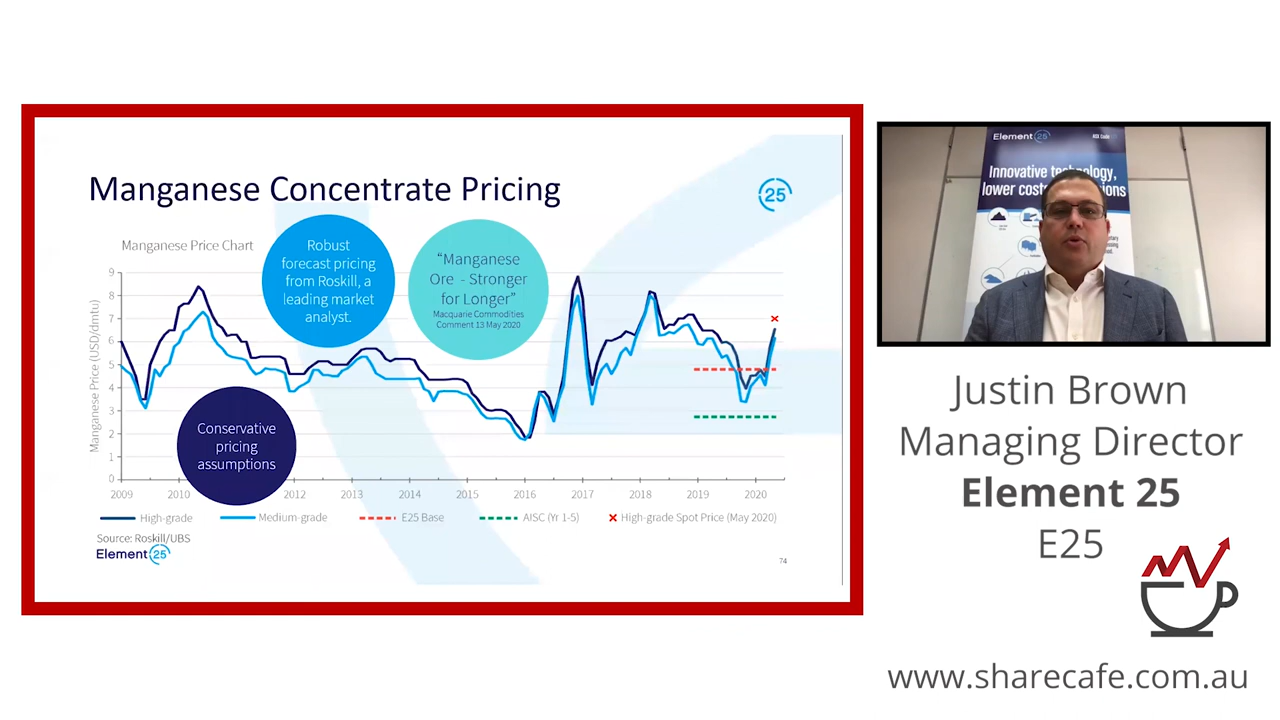 Manganese Concentrate Pricing
25
Manganese Price Chart
Robust
forecast pricing
from Roskill, a
leading market
analyst.
“Manganese
Ore - Stronger
for Longer”
Macquarie Commodities
Comment 13 May 2020
Conservative
pricing
assumptions
Manganese Price (USD/dmtu)
9
8
7
6
5
4
3
2
1
0
2009
2010
2012
2013
2014
2015
2016
2017
2018
2019
2020
High-grade
Medium-grade
E25 Base
AISC (Yr 1-5)
High-grade Spot Price (May 2020)
Source: Roskill/UBS
Element 25
74
Element 25
Innovative technology,
lower costs
Justin Brown
Managing Director
Element 25
E25
www.sharecafe.com.au